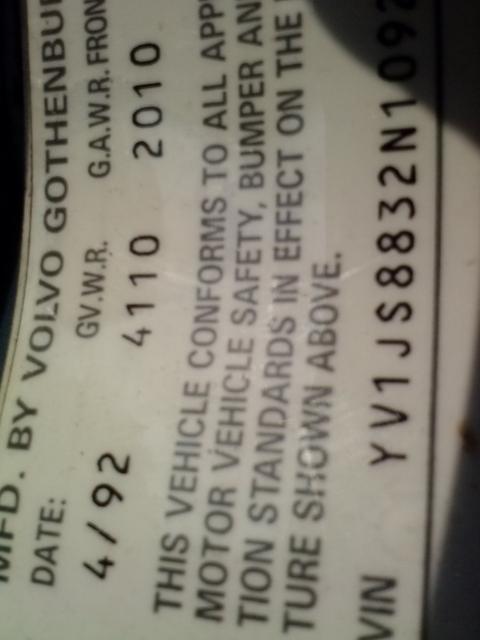 MFD. BY VOLVO GOTHENBU
DATE: GV.W.R. G.A.W.R. FRON
4/92 4110 2010
THIS VEHICLE CONFORMS TO ALL APP
MOTOR VEHICLE SAFETY, BUMPER AN
TION STANDARDS IN EFFECT ON THE
TURE SHOWN ABOVE.
VIN YV1JS8832N1092